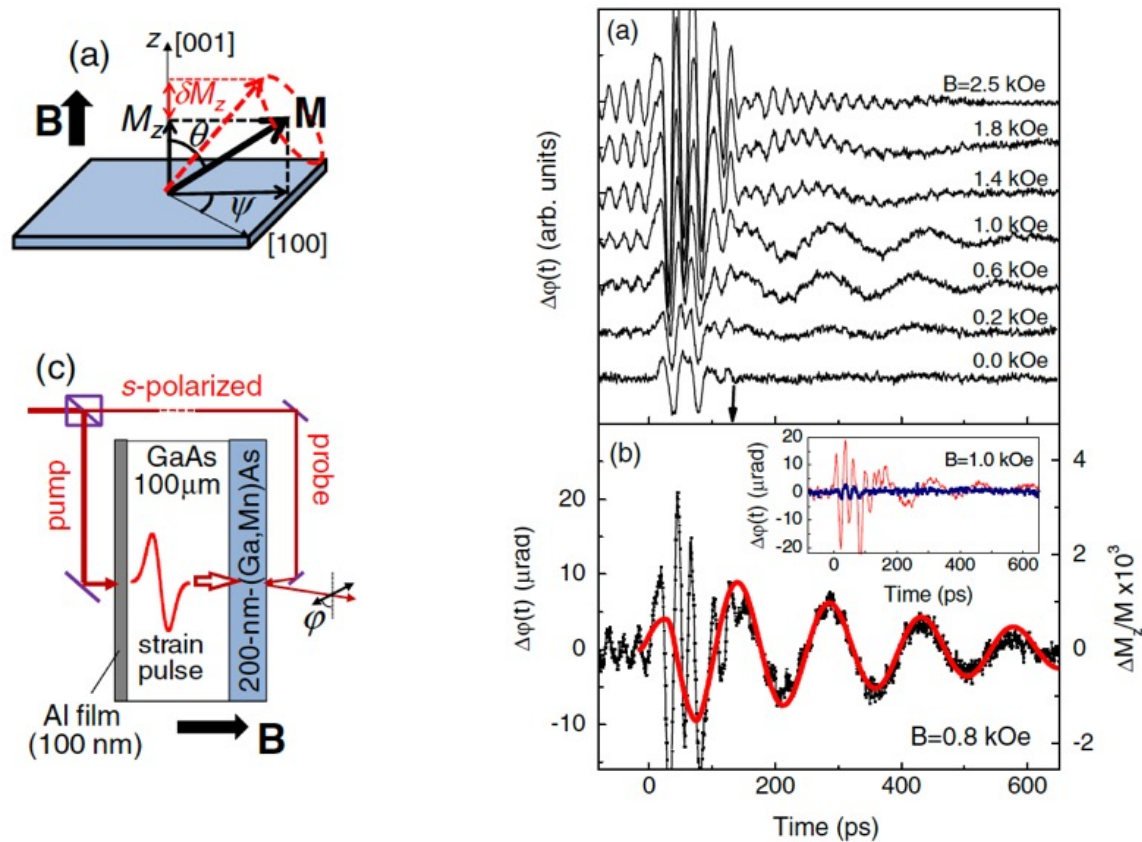 (a)
z
[001]
δM_z
B
M_z
θ
M
ψ
[100]
(c)
s-polarized
GaAs
100μm
pump
probe
200-nm-(Ga,Mn)As
φ
strain
pulse
Al film
(100 nm)
B
(a)
Δφ(t) (arb. units)
B=2.5 kOe
1.8 kOe
1.4 kOe
1.0 kOe
0.6 kOe
0.2 kOe
0.0 kOe
(b)
Δφ(t) (μrad)
20
10
0
-10
Δφ(t) (μrad)
20
10
0
-10
-20
B=1.0 kOe
0 200 400 600
Time (ps)
4
2
0
-2
ΔM_z/M x10³
B=0.8 kOe
0 200 400 600
Time (ps)